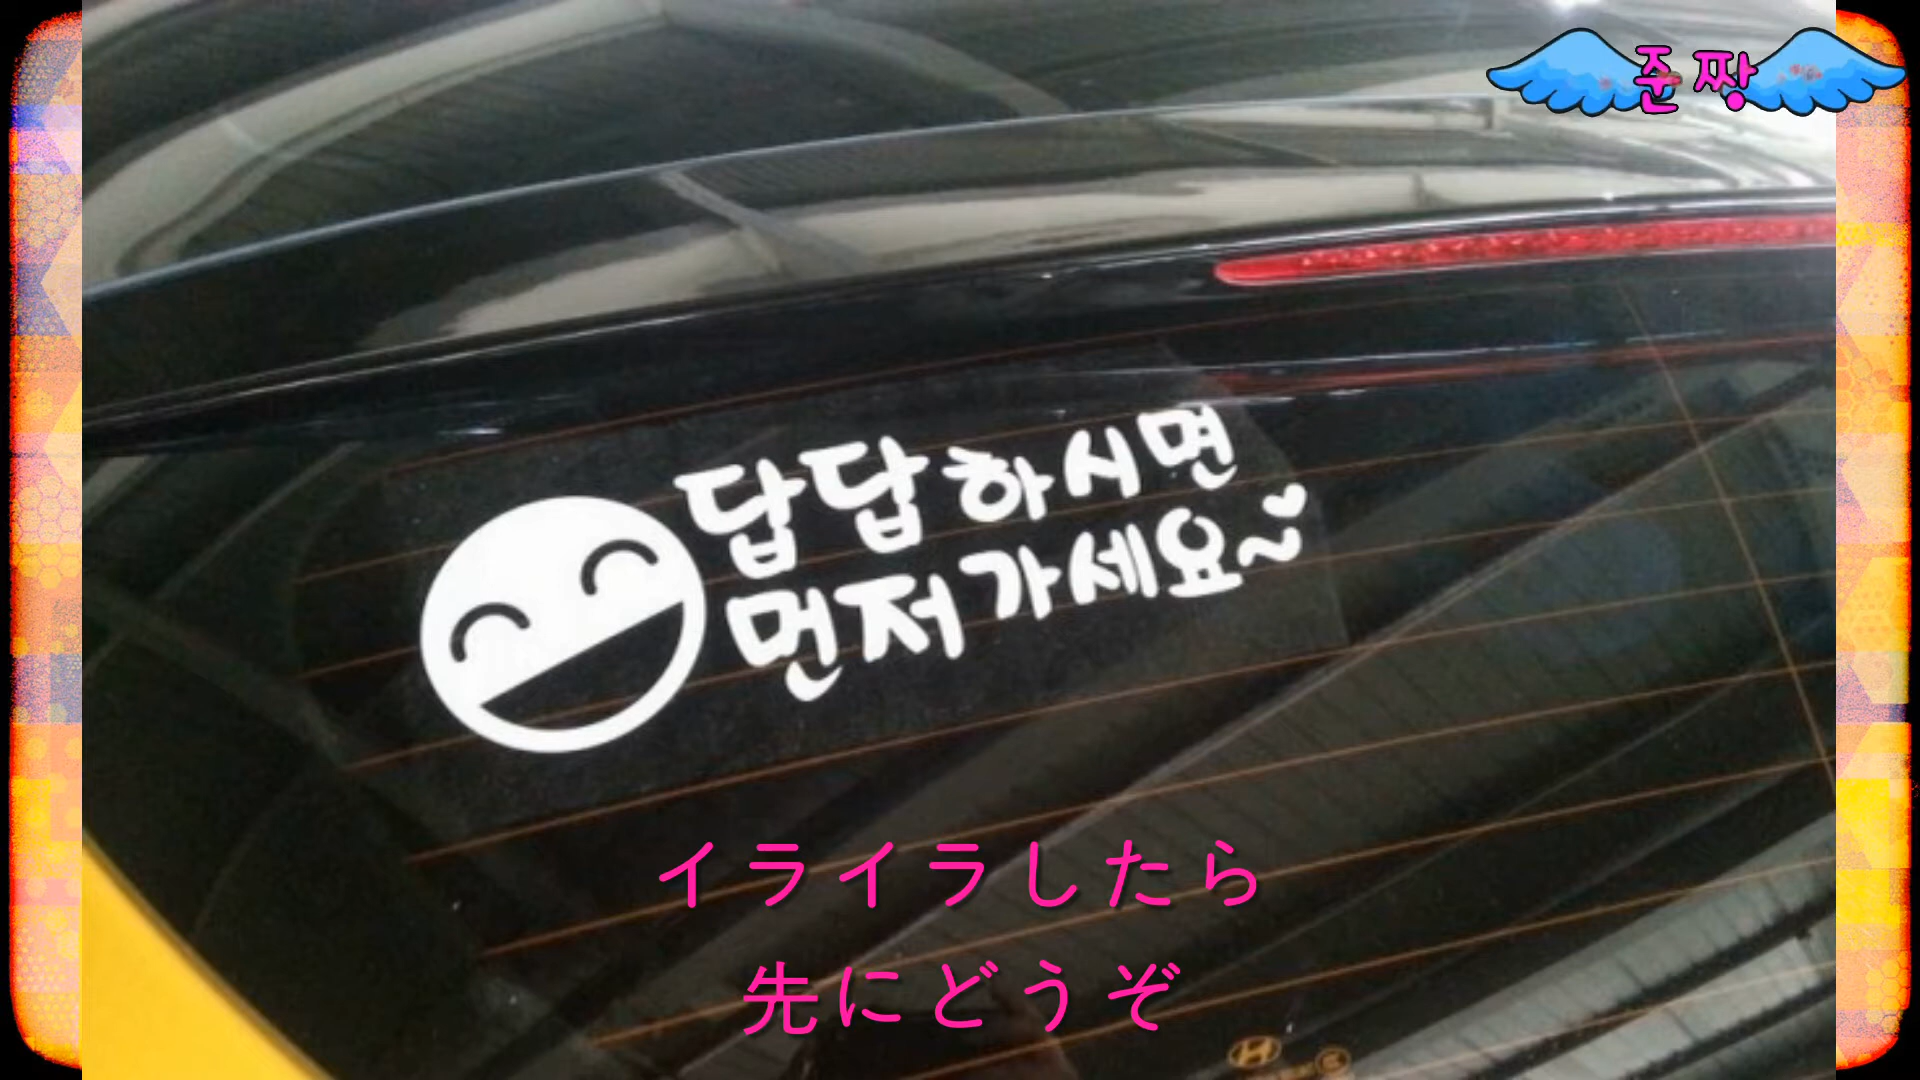 준짱
답답하시면
먼저가세요~
イライラしたら
先にどうぞ